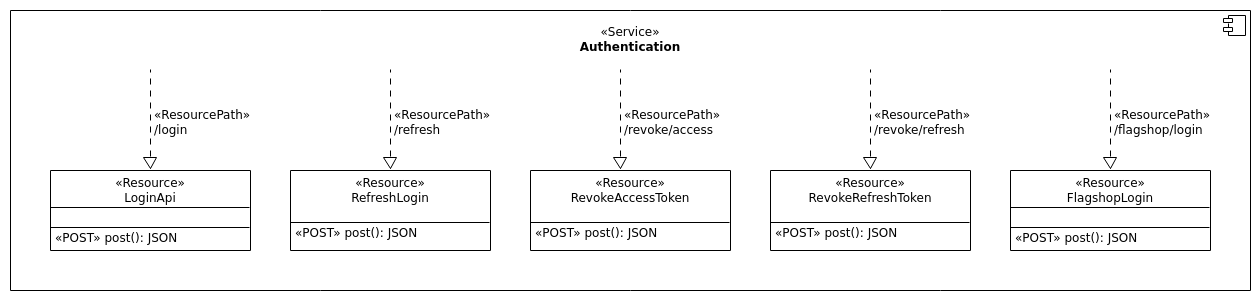 «Service»
Authentication
«ResourcePath»
/login
«ResourcePath»
/refresh
«ResourcePath»
/revoke/access
«ResourcePath»
/revoke/refresh
«ResourcePath»
/flagshop/login
«Resource»
LoginApi
«POST» post(): JSON
«Resource»
RefreshLogin
«POST» post(): JSON
«Resource»
RevokeAccessToken
«POST» post(): JSON
«Resource»
RevokeRefreshToken
«POST» post(): JSON
«Resource»
FlagshopLogin
«POST» post(): JSON